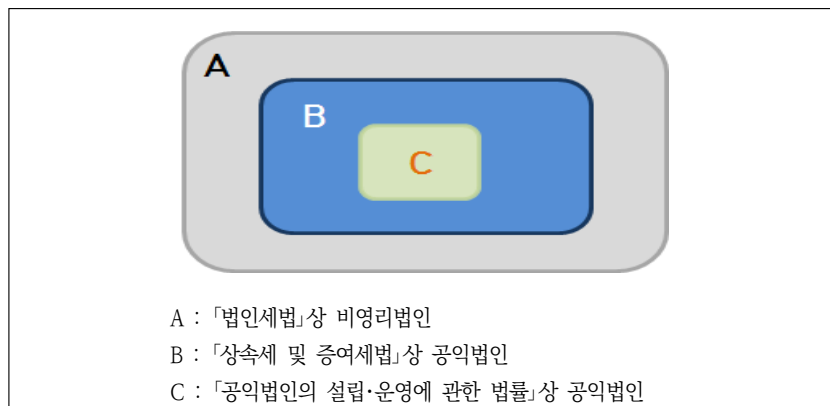 A
B
C
A : 「법인세법」상 비영리법인
B : 「상속세 및 증여세법」상 공익법인
C : 「공익법인의 설립·운영에 관한 법률」상 공익법인